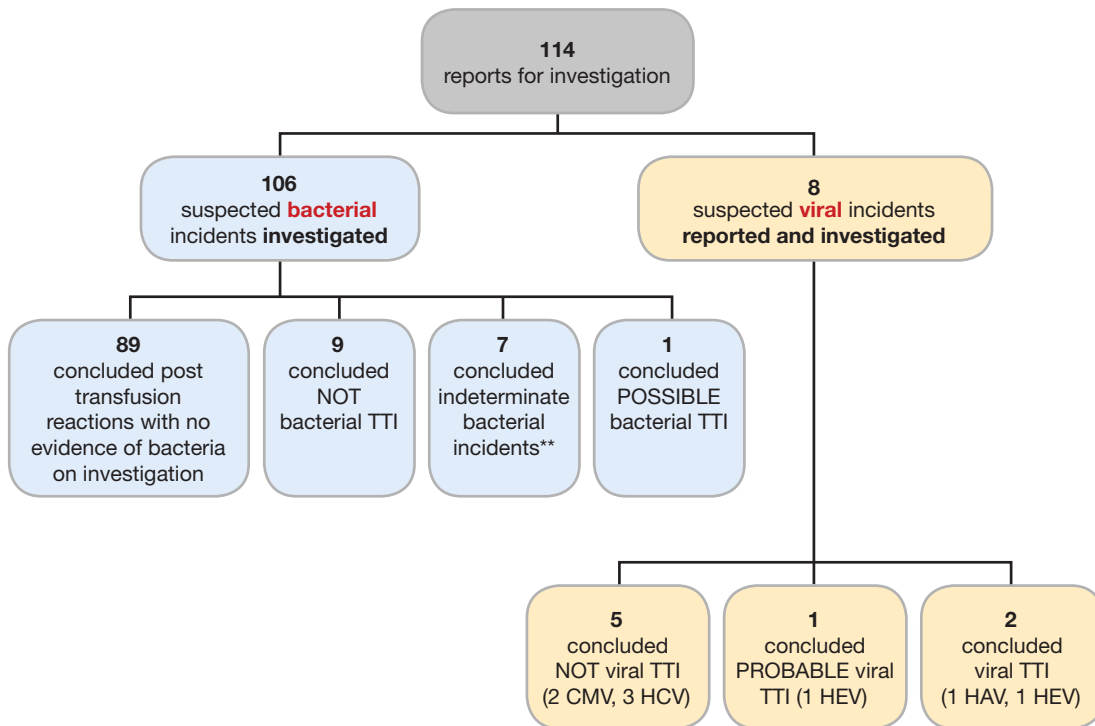 114
reports for investigation
106
suspected bacterial
incidents investigated
8
suspected viral incidents
reported and investigated
89
concluded post
transfusion
reactions with no
evidence of bacteria
on investigation
9
concluded
NOT
bacterial TTI
7
concluded
indeterminate
bacterial
incidents**
1
concluded
POSSIBLE
bacterial TTI
5
concluded
NOT viral TTI
(2 CMV, 3 HCV)
1
concluded
PROBABLE viral
TTI (1 HEV)
2
concluded
viral TTI
(1 HAV, 1 HEV)